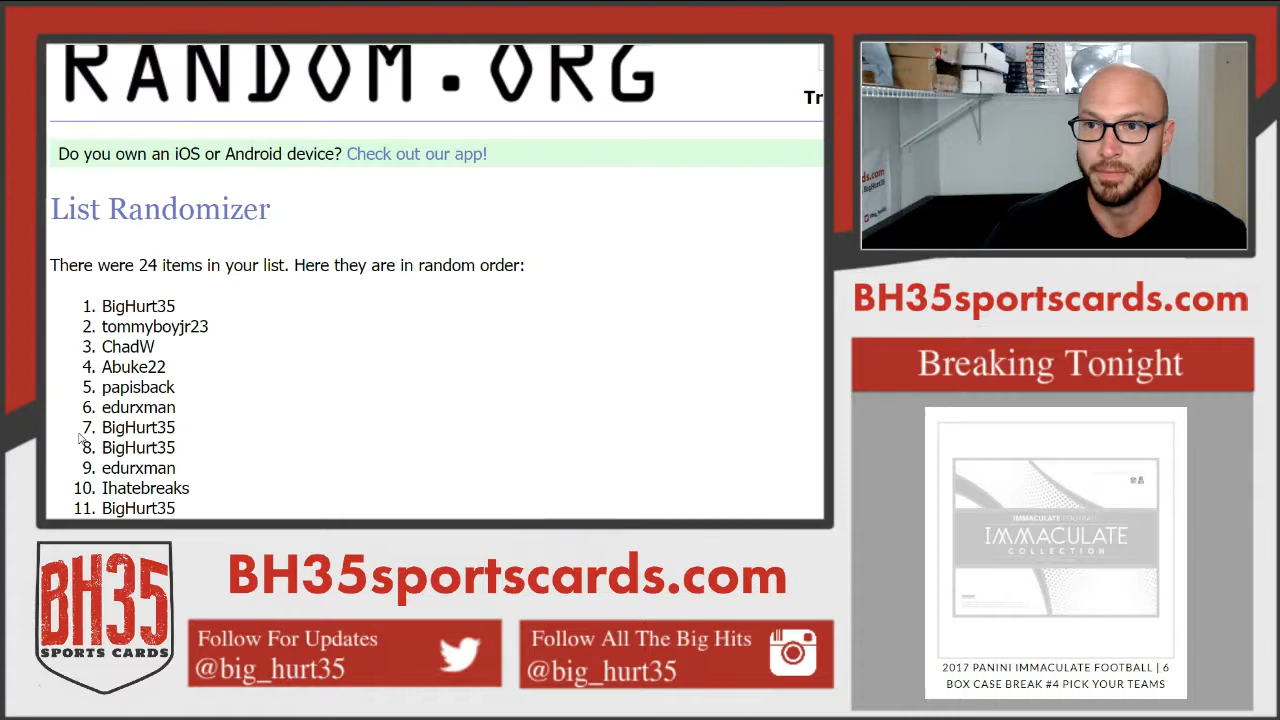 RANDOM.ORG
Tr
Do you own an iOS or Android device? Check out our app!
List Randomizer
There were 24 items in your list. Here they are in random order:
1. BigHurt35
2. tommyboyjr23
3. ChadW
4. Abuke22
5. papisback
6. edurxman
7. BigHurt35
8. BigHurt35
9. edurxman
10. Ihatebreaks
11. BigHurt35
BH35sportscards.com
Breaking Tonight
IMMACULATE FOOTBALL
IMMACULATE
COLLECTION
2017 PANINI IMMACULATE FOOTBALL | 6
BOX CASE BREAK #4 PICK YOUR TEAMS
BH35
SPORTS CARDS
BH35sportscards.com
Follow For Updates
@big_hurt35
Follow All The Big Hits
@big_hurt35